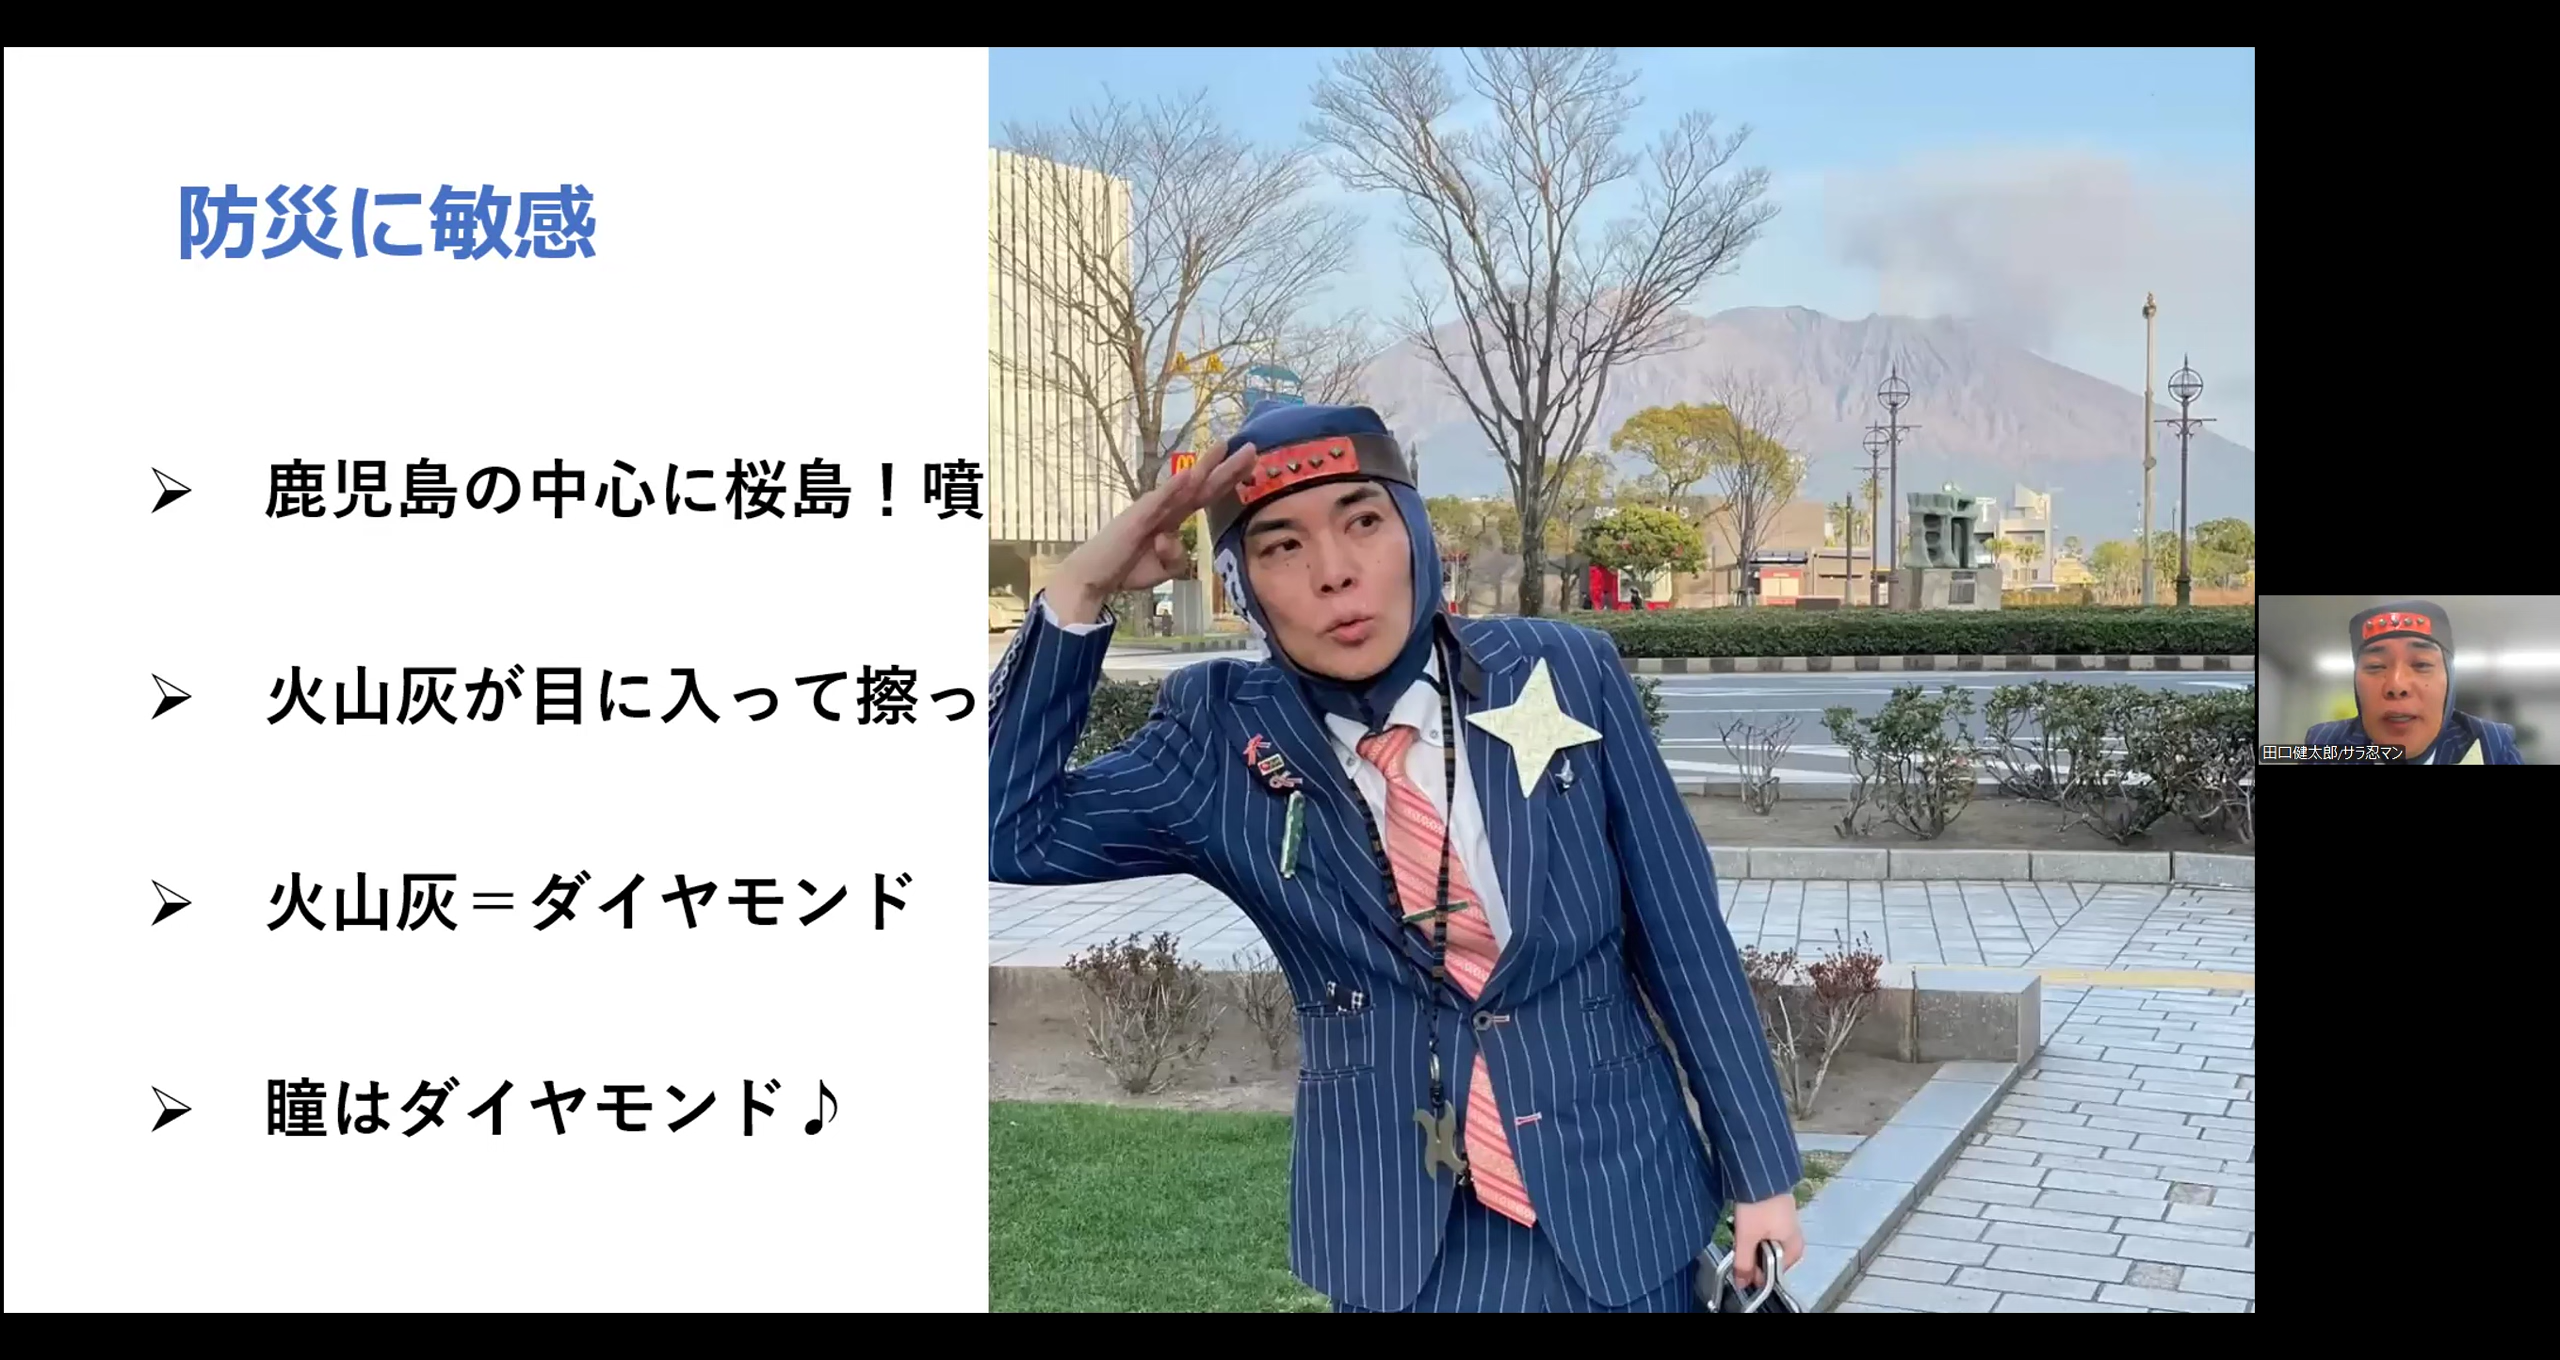 防災に敏感
➢ 鹿児島の中心に桜島！噴
➢ 火山灰が目に入って擦っ
➢ 火山灰＝ダイヤモンド
➢ 瞳はダイヤモンド♪
田口健太郎/サラ忍マン